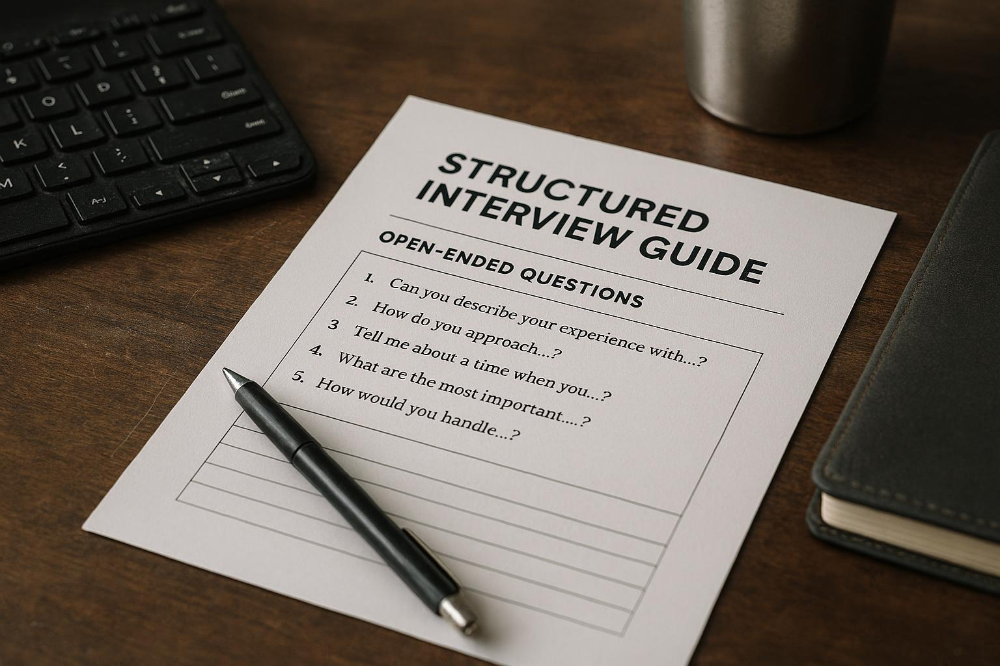 STRUCTURED
INTERVIEW GUIDE
OPEN-ENDED QUESTIONS
1. Can you describe your experience with...?
2. How do you approach...?
3 Tell me about a time when you...?
4. What are the most important....?
5. How would you handle...?
O
D
K
L
M